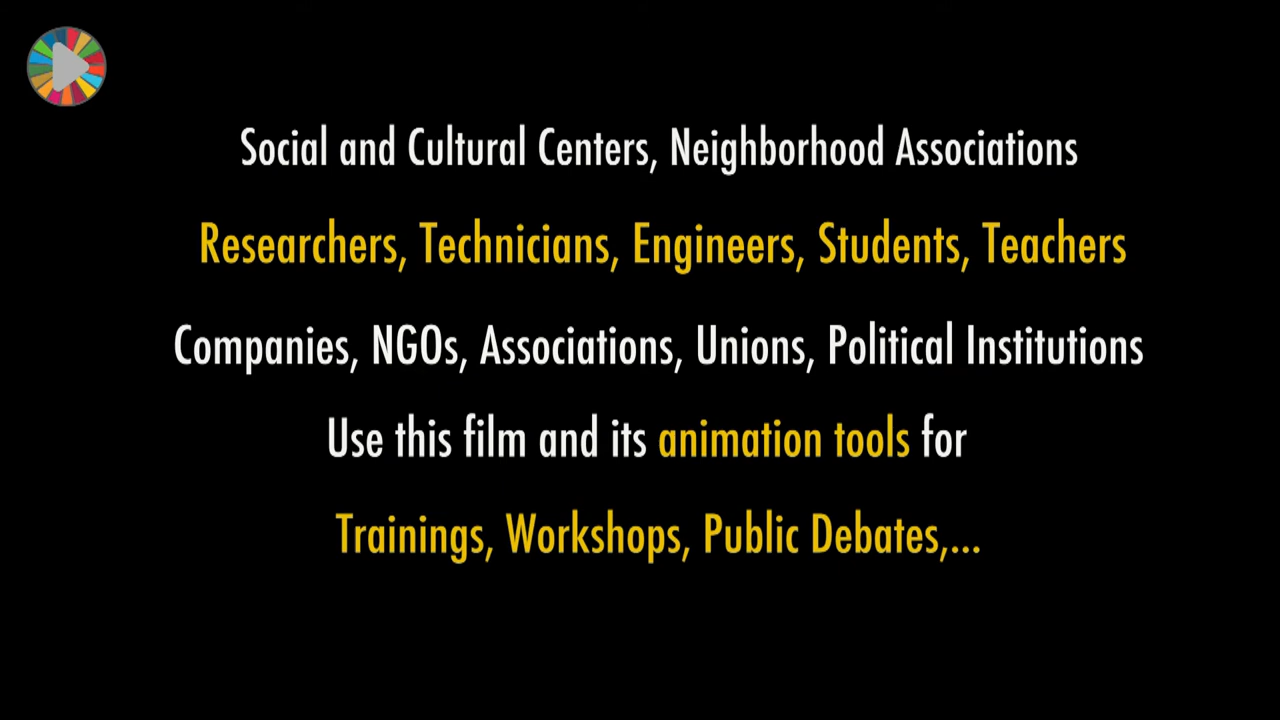 Social and Cultural Centers, Neighborhood Associations
Researchers, Technicians, Engineers, Students, Teachers
Companies, NGOs, Associations, Unions, Political Institutions
Use this film and its animation tools for
Trainings, Workshops, Public Debates,...